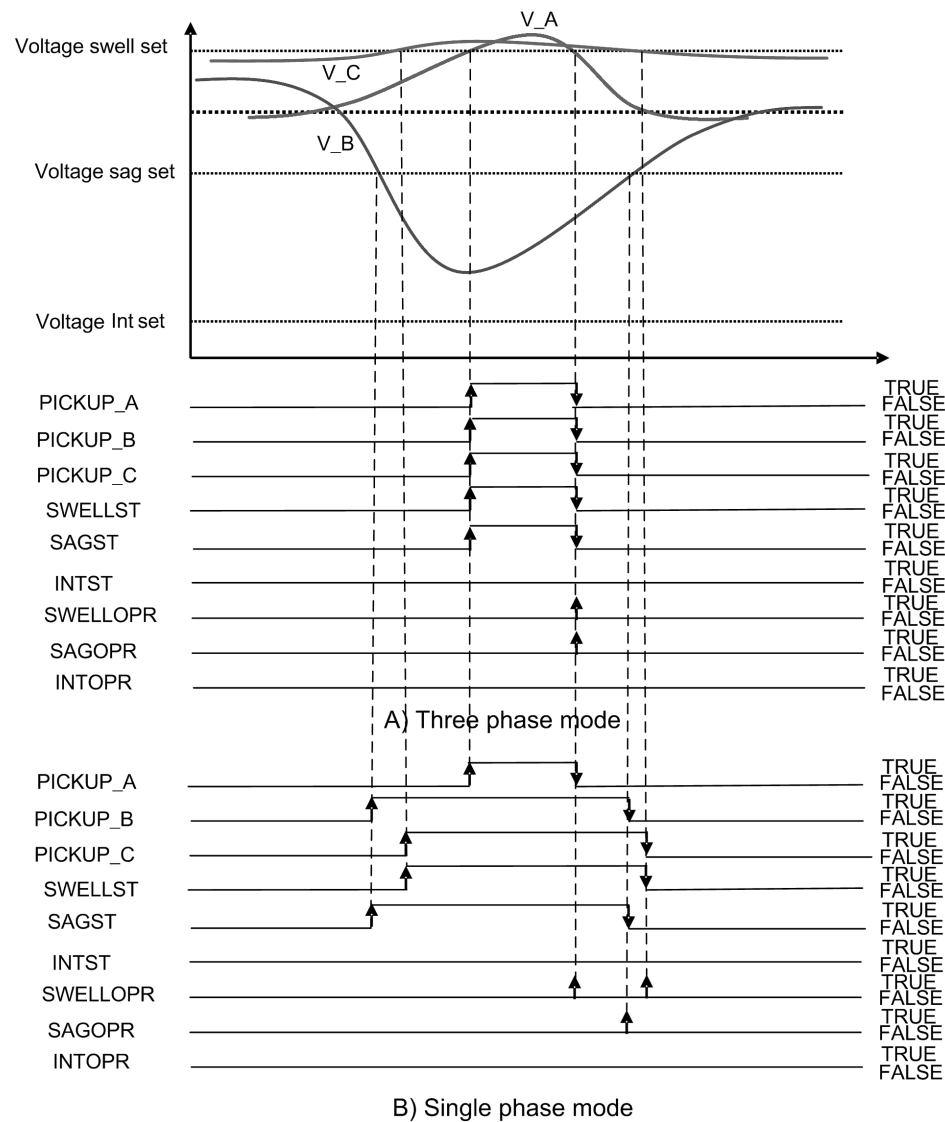 V_A
Voltage swell set
V_C
V_B
Voltage sag set
Voltage Int set
PICKUP_A TRUE
FALSE
PICKUP_B TRUE
FALSE
PICKUP_C TRUE
FALSE
SWELLST TRUE
FALSE
SAGST TRUE
FALSE
INTST TRUE
FALSE
SWELLOPR TRUE
FALSE
SAGOPR TRUE
FALSE
INTOPR TRUE
FALSE
A) Three phase mode
PICKUP_A TRUE
FALSE
PICKUP_B TRUE
FALSE
PICKUP_C TRUE
FALSE
SWELLST TRUE
FALSE
SAGST TRUE
FALSE
INTST TRUE
FALSE
SWELLOPR TRUE
FALSE
SAGOPR TRUE
FALSE
INTOPR TRUE
FALSE
B) Single phase mode